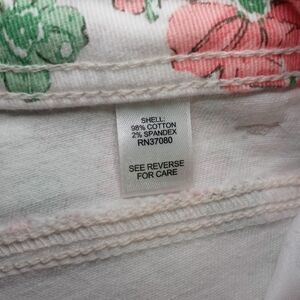 SHELL:
98% COTTON
2% SPANDEX
RN37080
SEE REVERSE
FOR CARE